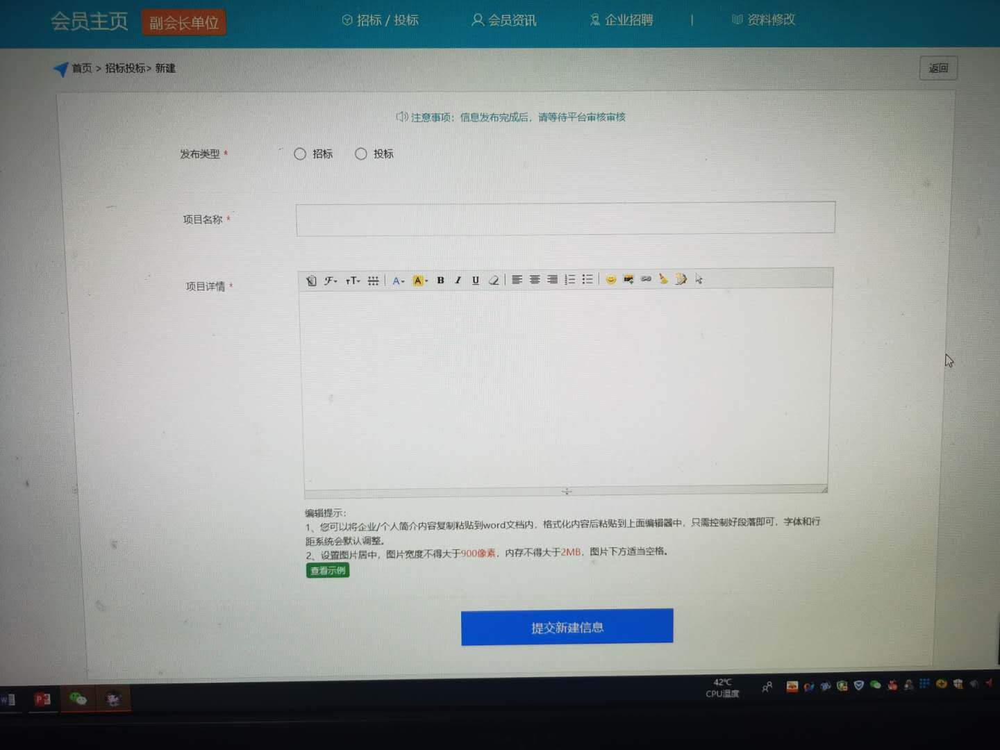 会员主页 副会长单位 招标 / 投标 会员资讯 企业招聘 | 资料修改
首页 > 招标投标> 新建 返回
注意事项：信息发布完成后，请等待平台审核审核
发布类型 * 招标 投标
项目名称 *
项目详情 *
编辑提示：
1、您可以将企业/个人简介内容复制粘贴到word文档内，格式化内容后粘贴到上面编辑器中，只需控制好段落即可，字体和行
距系统会默认调整。
2、设置图片居中，图片宽度不得大于900像素，内存不得大于2MB，图片下方适当空格。
查看示例
提交新建信息
42℃
CPU温度